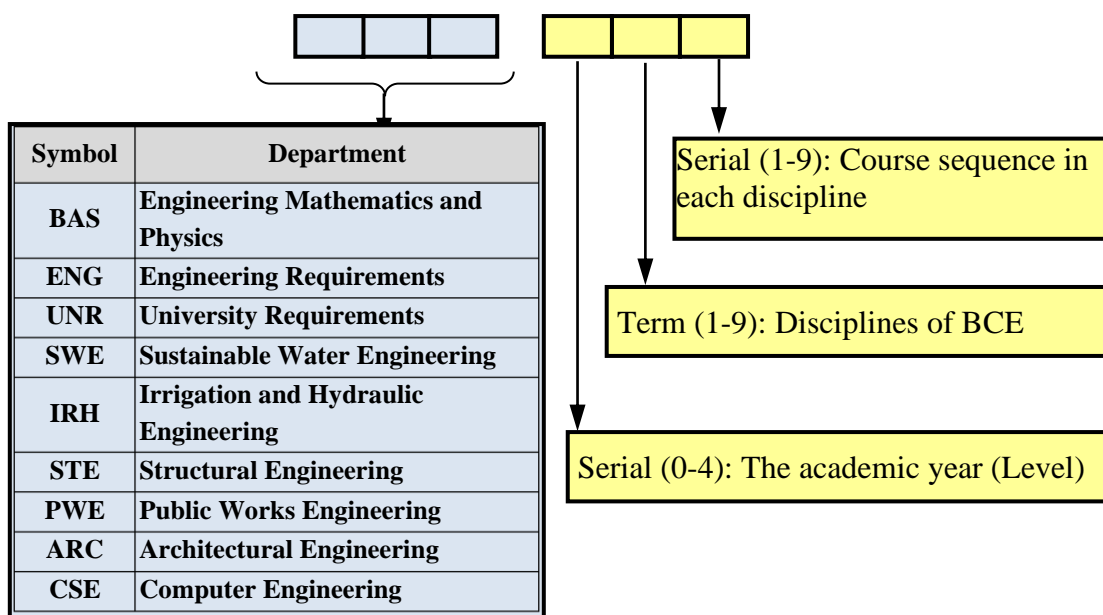 Symbol Department
BAS Engineering Mathematics and
Physics
ENG Engineering Requirements
UNR University Requirements
SWE Sustainable Water Engineering
IRH Irrigation and Hydraulic
Engineering
STE Structural Engineering
PWE Public Works Engineering
ARC Architectural Engineering
CSE Computer Engineering
Serial (1-9): Course sequence in
each discipline
Term (1-9): Disciplines of BCE
Serial (0-4): The academic year (Level)